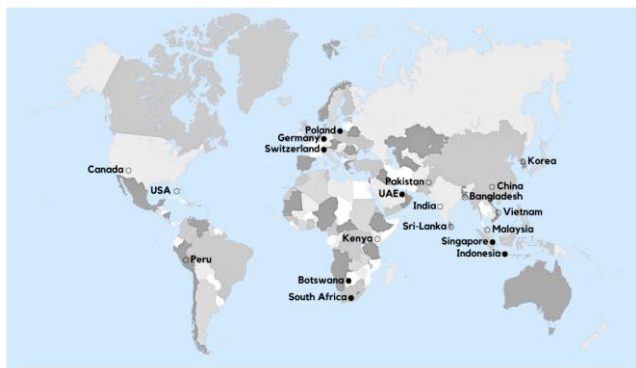 Poland
Germany
Switzerland
Korea
Canada
Pakistan
China
USA
UAE
Bangladesh
India
Vietnam
Sri-Lanka
Malaysia
Kenya
Singapore
Indonesia
Peru
Botswana
South Africa